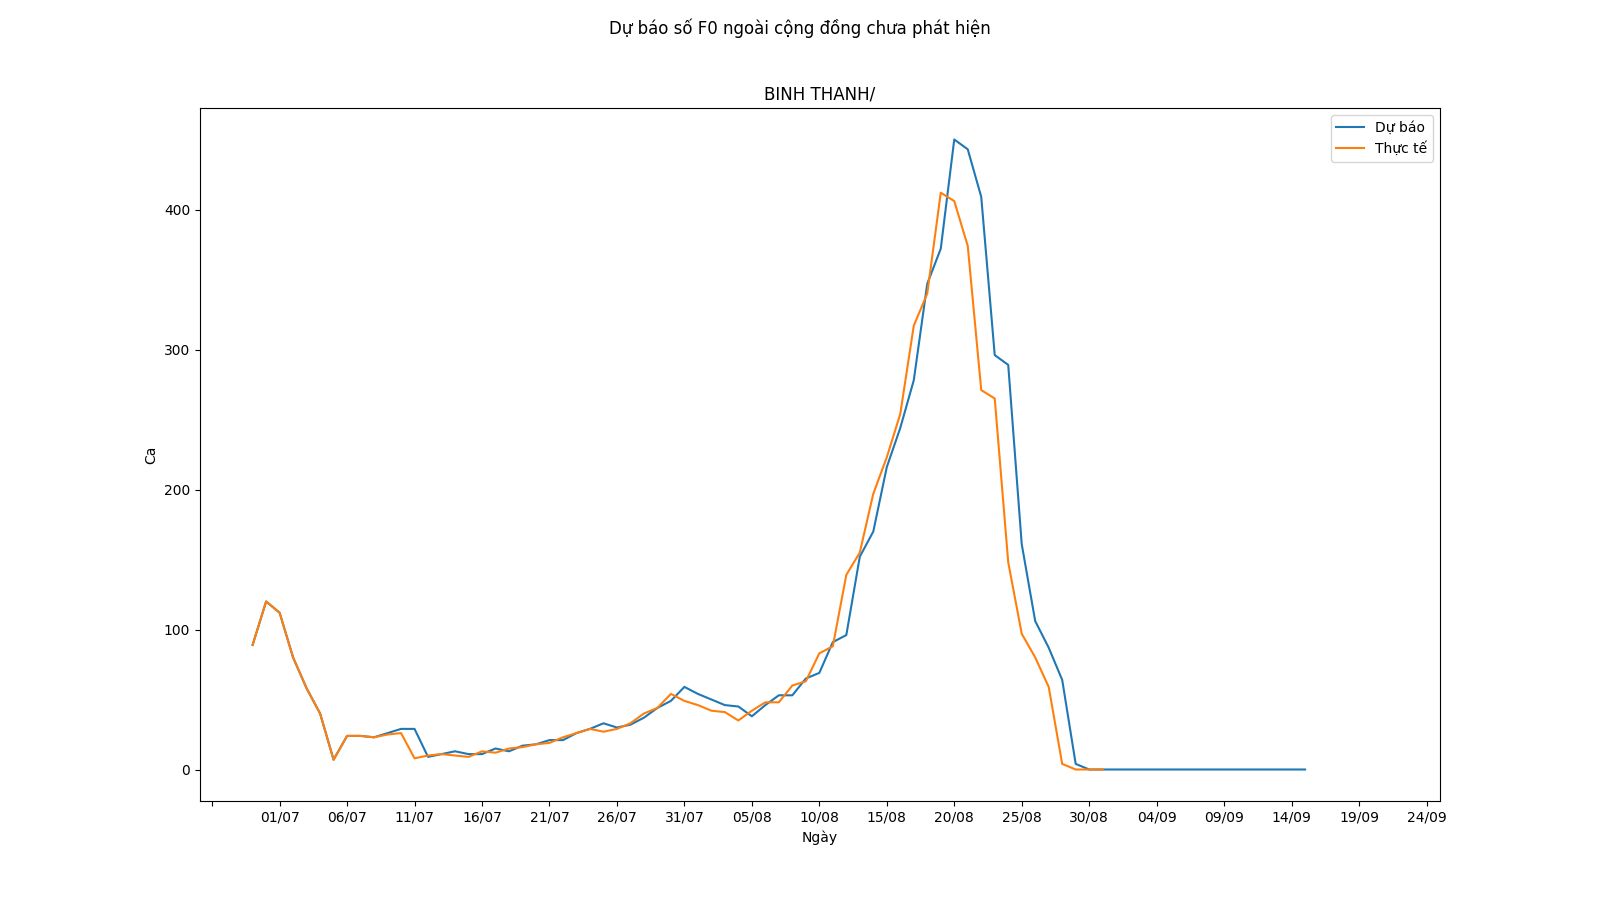 Dự báo số F0 ngoài cộng đồng chưa phát hiện
BINH THANH/
Dự báo
Thực tế
400
300
200
100
0
Ca
01/07 06/07 11/07 16/07 21/07 26/07 31/07 05/08 10/08 15/08 20/08 25/08 30/08 04/09 09/09 14/09 19/09 24/09
Ngày